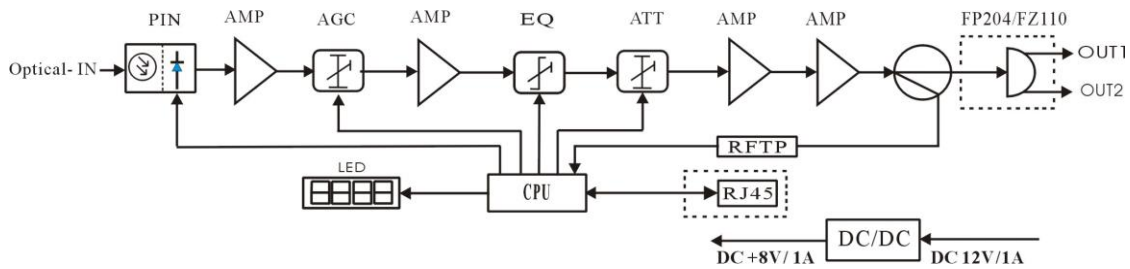 PIN
AMP
AGC
AMP
EQ
ATT
AMP
AMP
FP204/FZ110
Optical- IN
OUT1
OUT2
RFTP
LED
8888
CPU
RJ45
DC/DC
DC +8V/ 1A
DC 12V/1A